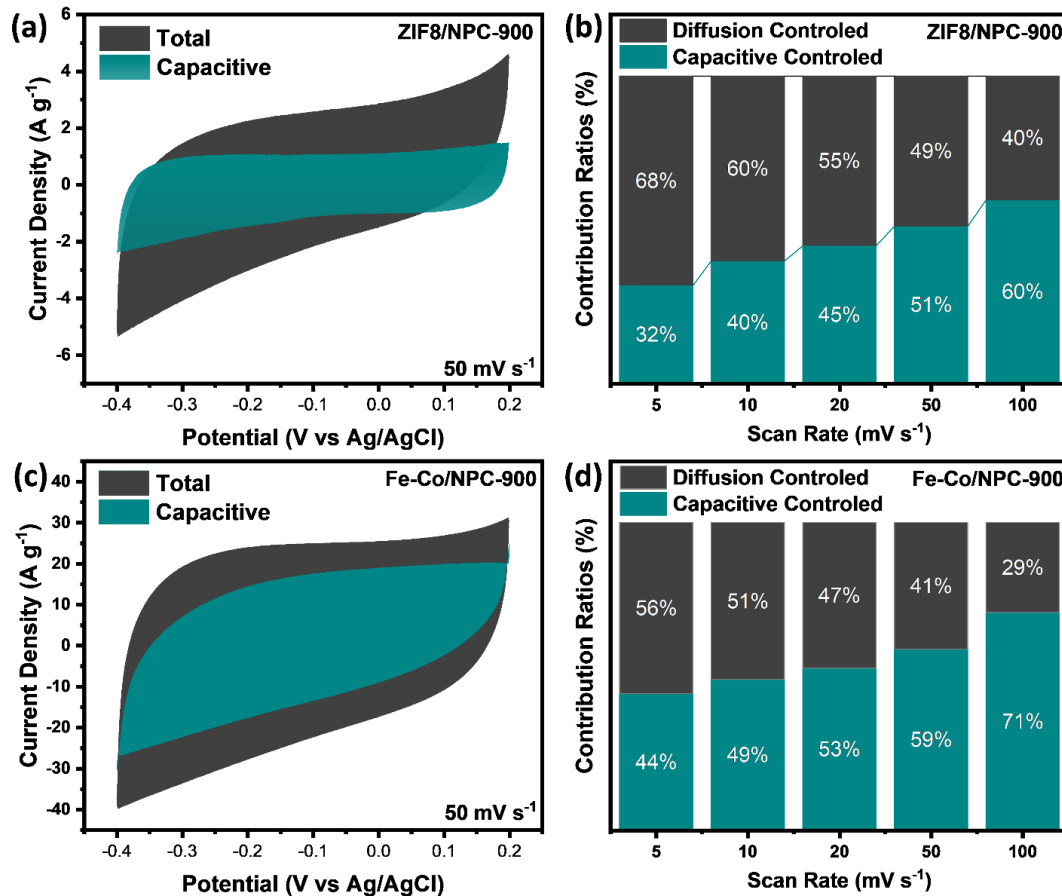 (a)
Total
Capacitive
ZIF8/NPC-900
Current Density (A g⁻¹)
4
2
0
-2
-4
-6
50 mV s⁻¹
-0.4 -0.3 -0.2 -0.1 0.0 0.1 0.2
Potential (V vs Ag/AgCl)
(b)
Diffusion Controled
Capacitive Controled
ZIF8/NPC-900
Contribution Ratios (%)
68% 60% 55% 49% 40%
32% 40% 45% 51% 60%
5 10 20 50 100
Scan Rate (mV s⁻¹)
(c)
Total
Capacitive
Fe-Co/NPC-900
Current Density (A g⁻¹)
40
30
20
10
0
-10
-20
-30
-40
50 mV s⁻¹
-0.4 -0.3 -0.2 -0.1 0.0 0.1 0.2
Potential (V vs Ag/AgCl)
(d)
Diffusion Controled
Capacitive Controled
Fe-Co/NPC-900
Contribution Ratios (%)
56% 51% 47% 41% 29%
44% 49% 53% 59% 71%
5 10 20 50 100
Scan Rate (mV s⁻¹)